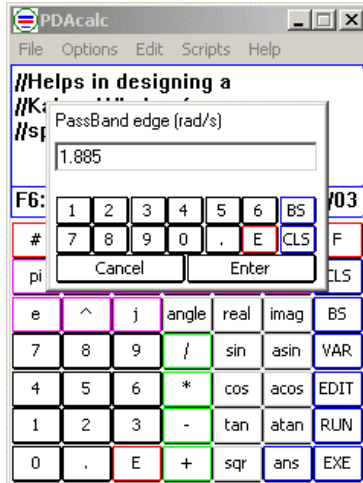 PDAcalc
File Options Edit Scripts Help
//Helps in designing a
PassBand edge (rad/s)
1.885
F6: /03
1 2 3 4 5 6 BS
7 8 9 0 . E CLS
Cancel Enter
# F
pi CLS
e ^ j angle real imag BS
7 8 9 / sin asin VAR
4 5 6 * cos acos EDIT
1 2 3 - tan atan RUN
0 . E + sqr ans EXE